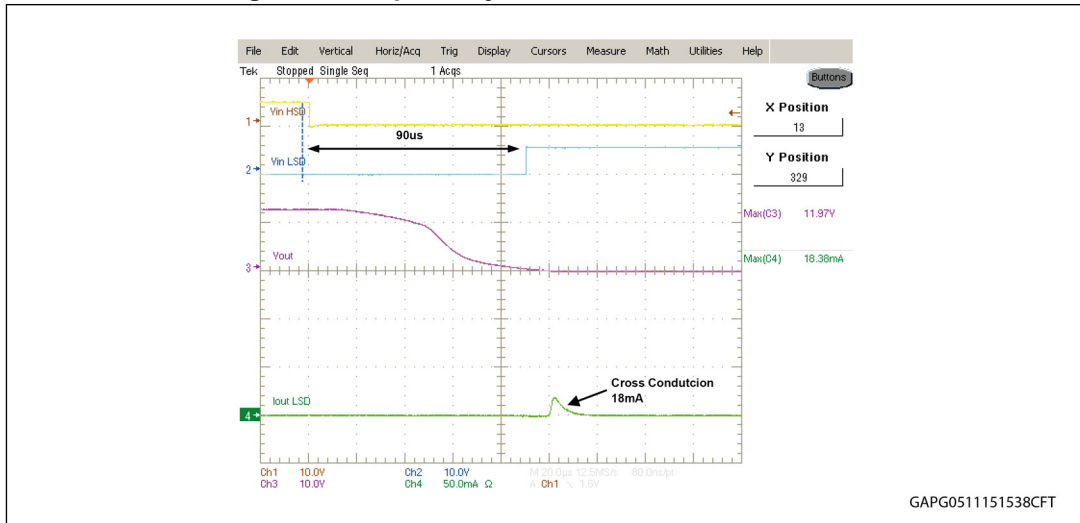 File Edit Vertical Horiz/Acq Trig Display Cursors Measure Math Utilities Help
Tek Stopped Single Seq 1 Acqs
Buttons
X Position
13
Y Position
329
Vin HSD
1
90us
Vin LSD
2
Max(C3) 11.97V
Vout
3
Max(C4) 18.38mA
Cross Condutcion
18mA
Iout LSD
4
Ch1 10.0V Ch2 10.0V M 20.0µs 12.5MS/s 80.0ns/pt
Ch3 10.0V Ch4 50.0mA Ω A Ch1 \ 1.6V
GAPG0511151538CFT